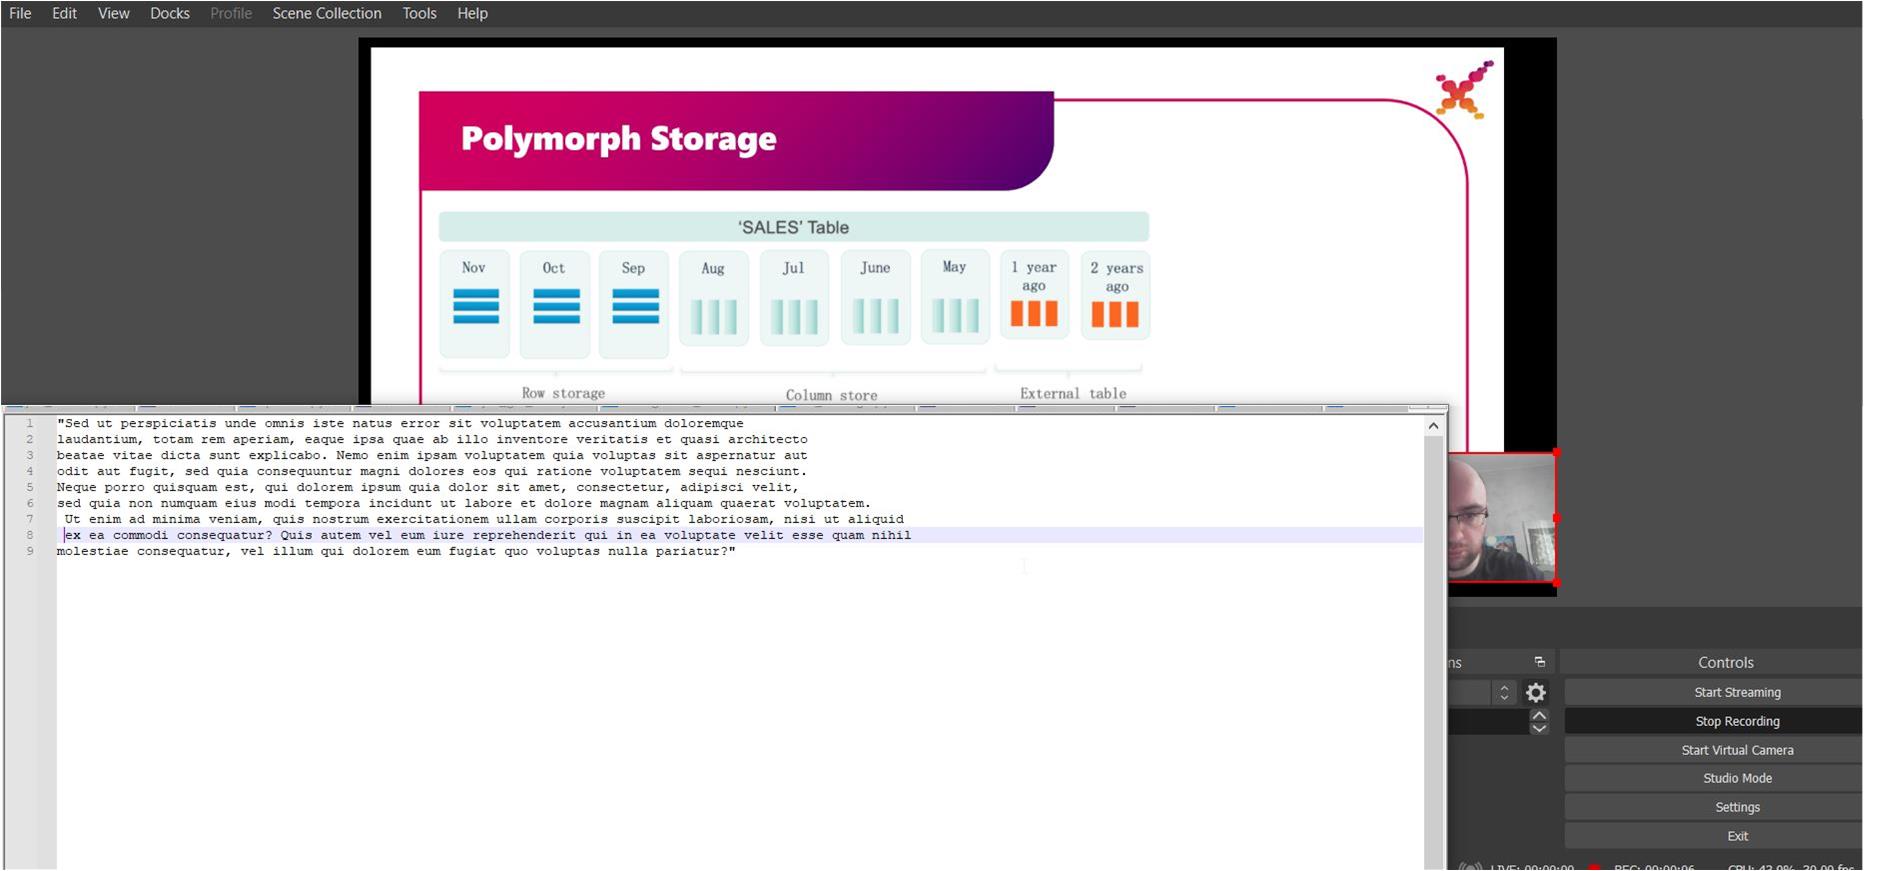 File Edit View Docks Profile Scene Collection Tools Help
Polymorph Storage
'SALES' Table
Nov Oct Sep Aug Jul June May 1 year ago 2 years ago
Row storage Column store External table
1 "Sed ut perspiciatis unde omnis iste natus error sit voluptatem accusantium doloremque
2 laudantium, totam rem aperiam, eaque ipsa quae ab illo inventore veritatis et quasi architecto
3 beatae vitae dicta sunt explicabo. Nemo enim ipsam voluptatem quia voluptas sit aspernatur aut
4 odit aut fugit, sed quia consequuntur magni dolores eos qui ratione voluptatem sequi nesciunt.
5 Neque porro quisquam est, qui dolorem ipsum quia dolor sit amet, consectetur, adipisci velit,
6 sed quia non numquam eius modi tempora incidunt ut labore et dolore magnam aliquam quaerat voluptatem.
7 Ut enim ad minima veniam, quis nostrum exercitationem ullam corporis suscipit laboriosam, nisi ut aliquid
8 ex ea commodi consequatur? Quis autem vel eum iure reprehenderit qui in ea voluptate velit esse quam nihil
9 molestiae consequatur, vel illum qui dolorem eum fugiat quo voluptas nulla pariatur?"
ns
Controls
Start Streaming
Stop Recording
Start Virtual Camera
Studio Mode
Settings
Exit
LIVE: 00:00:00 REC: 00:00:06 CPU: 43.9%, 30.00 fps